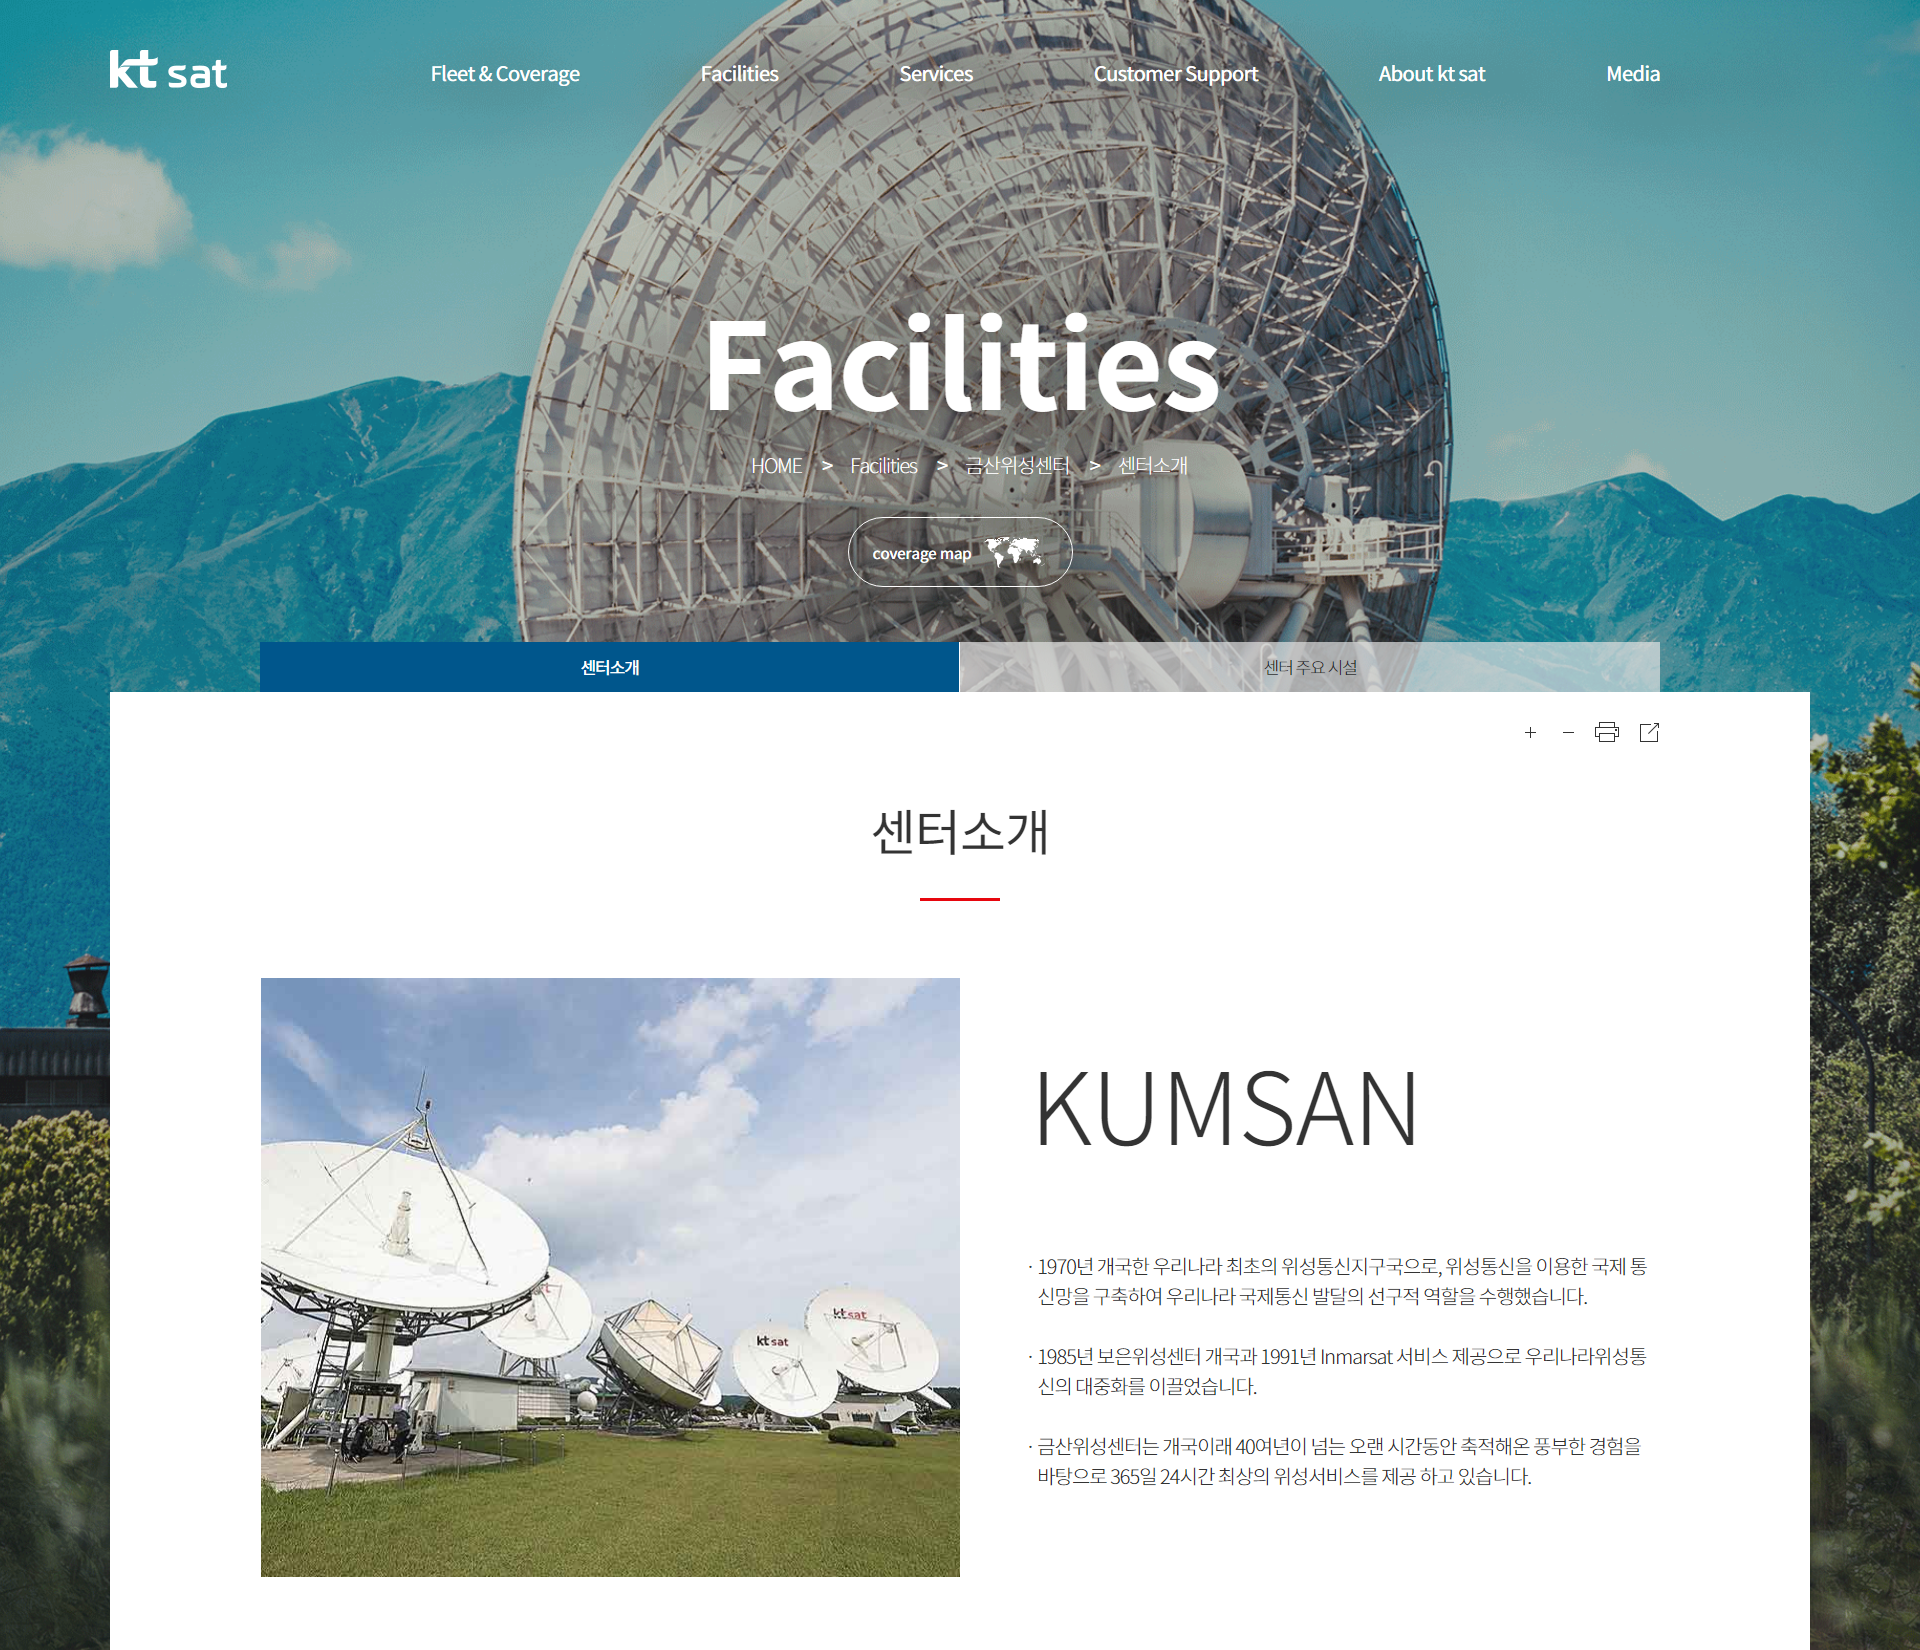 kt sat
Fleet & Coverage
Facilities
Services
Customer Support
About kt sat
Media
Facilities
HOME > Facilities > 금산위성센터 > 센터소개
coverage map
센터소개
센터 주요 시설
센터소개
KUMSAN
· 1970년 개국한 우리나라 최초의 위성통신지구국으로, 위성통신을 이용한 국제 통
신망을 구축하여 우리나라 국제통신 발달의 선구적 역할을 수행했습니다.
· 1985년 보은위성센터 개국과 1991년 Inmarsat 서비스 제공으로 우리나라위성통
신의 대중화를 이끌었습니다.
· 금산위성센터는 개국이래 40여년이 넘는 오랜 시간동안 축적해온 풍부한 경험을
바탕으로 365일 24시간 최상의 위성서비스를 제공 하고 있습니다.
kt sat
kt sat